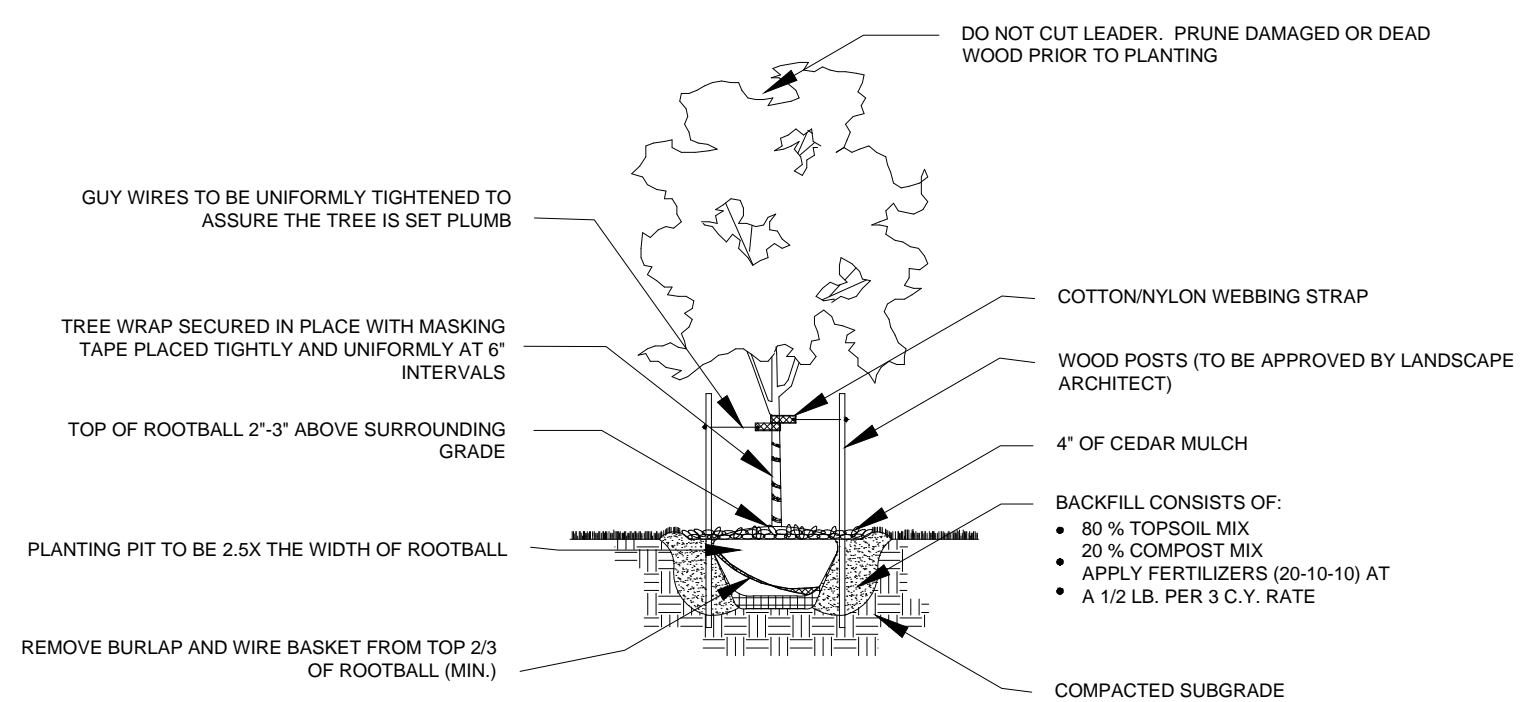 DO NOT CUT LEADER. PRUNE DAMAGED OR DEAD
WOOD PRIOR TO PLANTING
GUY WIRES TO BE UNIFORMLY TIGHTENED TO
ASSURE THE TREE IS SET PLUMB
TREE WRAP SECURED IN PLACE WITH MASKING
TAPE PLACED TIGHTLY AND UNIFORMLY AT 6"
INTERVALS
TOP OF ROOTBALL 2"-3" ABOVE SURROUNDING
GRADE
PLANTING PIT TO BE 2.5X THE WIDTH OF ROOTBALL
REMOVE BURLAP AND WIRE BASKET FROM TOP 2/3
OF ROOTBALL (MIN.)
COTTON/NYLON WEBBING STRAP
WOOD POSTS (TO BE APPROVED BY LANDSCAPE
ARCHITECT)
4" OF CEDAR MULCH
BACKFILL CONSISTS OF:
• 80 % TOPSOIL MIX
• 20 % COMPOST MIX
• APPLY FERTILIZERS (20-10-10) AT
• A 1/2 LB. PER 3 C.Y. RATE
COMPACTED SUBGRADE